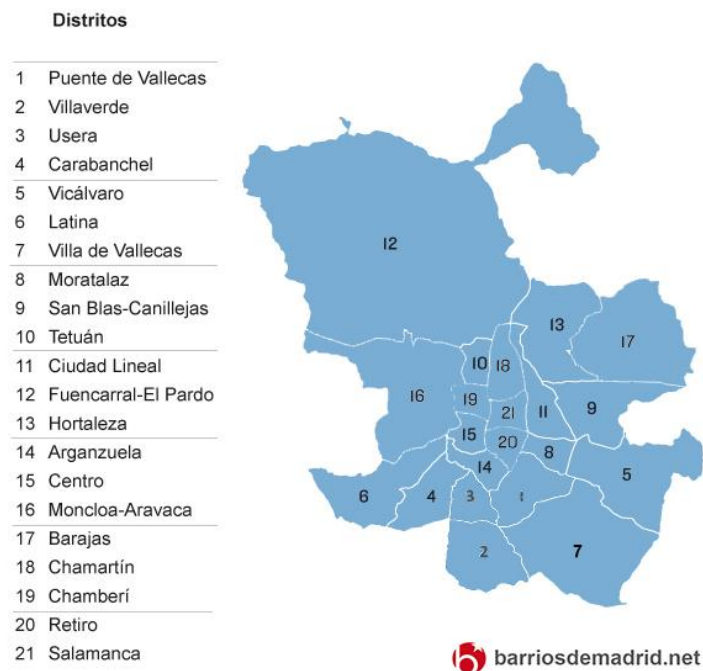 Distritos
1 Puente de Vallecas
2 Villaverde
3 Usera
4 Carabanchel
5 Vicálvaro
6 Latina
7 Villa de Vallecas
8 Moratalaz
9 San Blas-Canillejas
10 Tetuán
11 Ciudad Lineal
12 Fuencarral-El Pardo
13 Hortaleza
14 Arganzuela
15 Centro
16 Moncloa-Aravaca
17 Barajas
18 Chamartín
19 Chamberí
20 Retiro
21 Salamanca
12
13
17
10
18
16
19
21
11
9
15
20
8
14
5
6
4
3
1
2
7
b barriosdemadrid.net